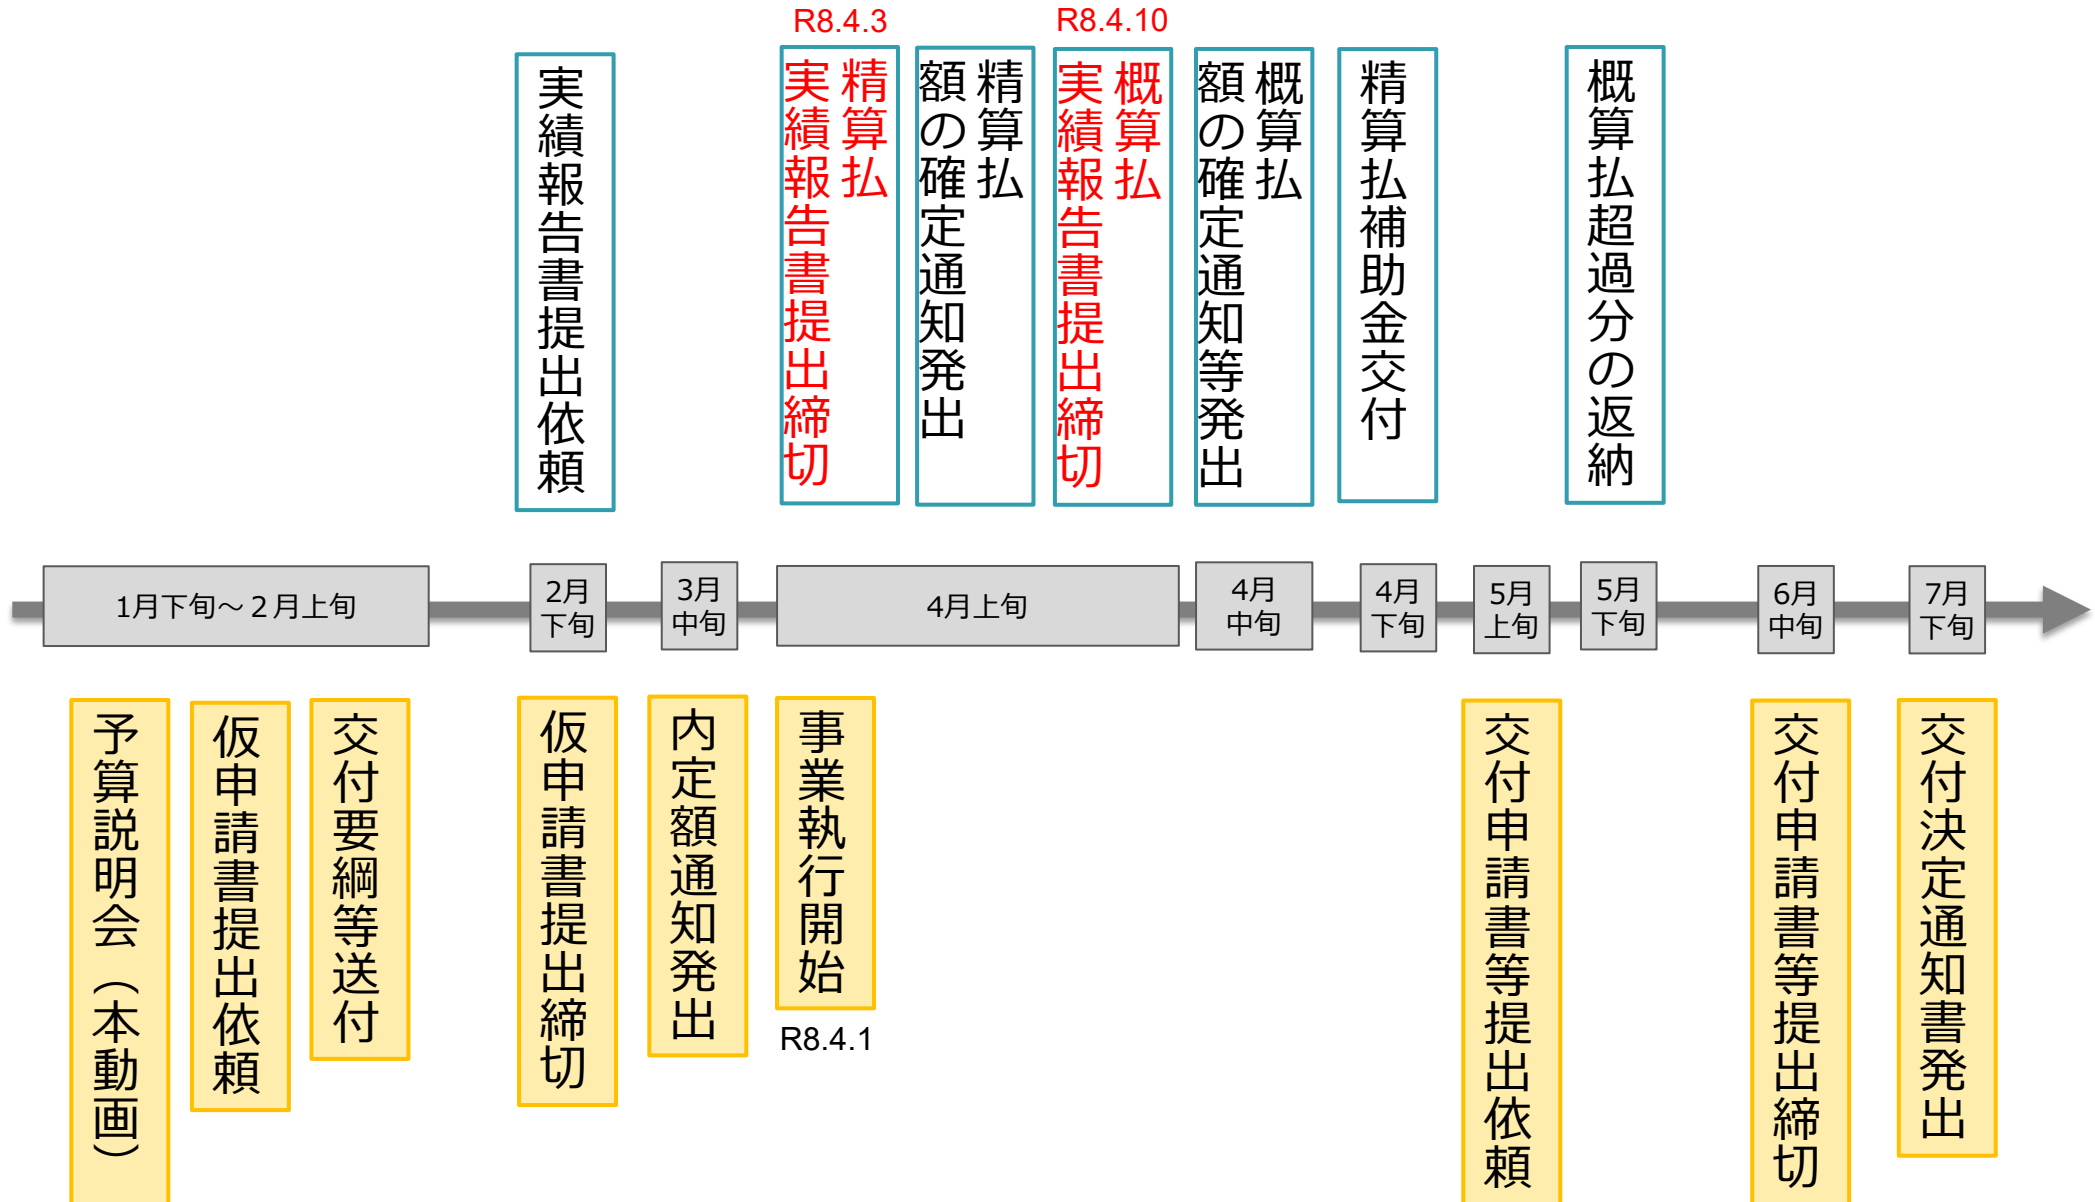 R8.4.3
R8.4.10
実績報告書提出依頼
精算払
実績報告書提出締切
精算払
額の確定通知発出
概算払
実績報告書提出締切
概算払
額の確定通知等発出
精算払補助金交付
概算払超過分の返納
1月下旬～２月上旬
2月
下旬
3月
中旬
4月上旬
4月
中旬
4月
下旬
5月
上旬
5月
下旬
6月
中旬
7月
下旬
予算説明会（本動画）
仮申請書提出依頼
交付要綱等送付
仮申請書提出締切
内定額通知発出
事業執行開始
R8.4.1
交付申請書等提出依頼
交付申請書等提出締切
交付決定通知書発出